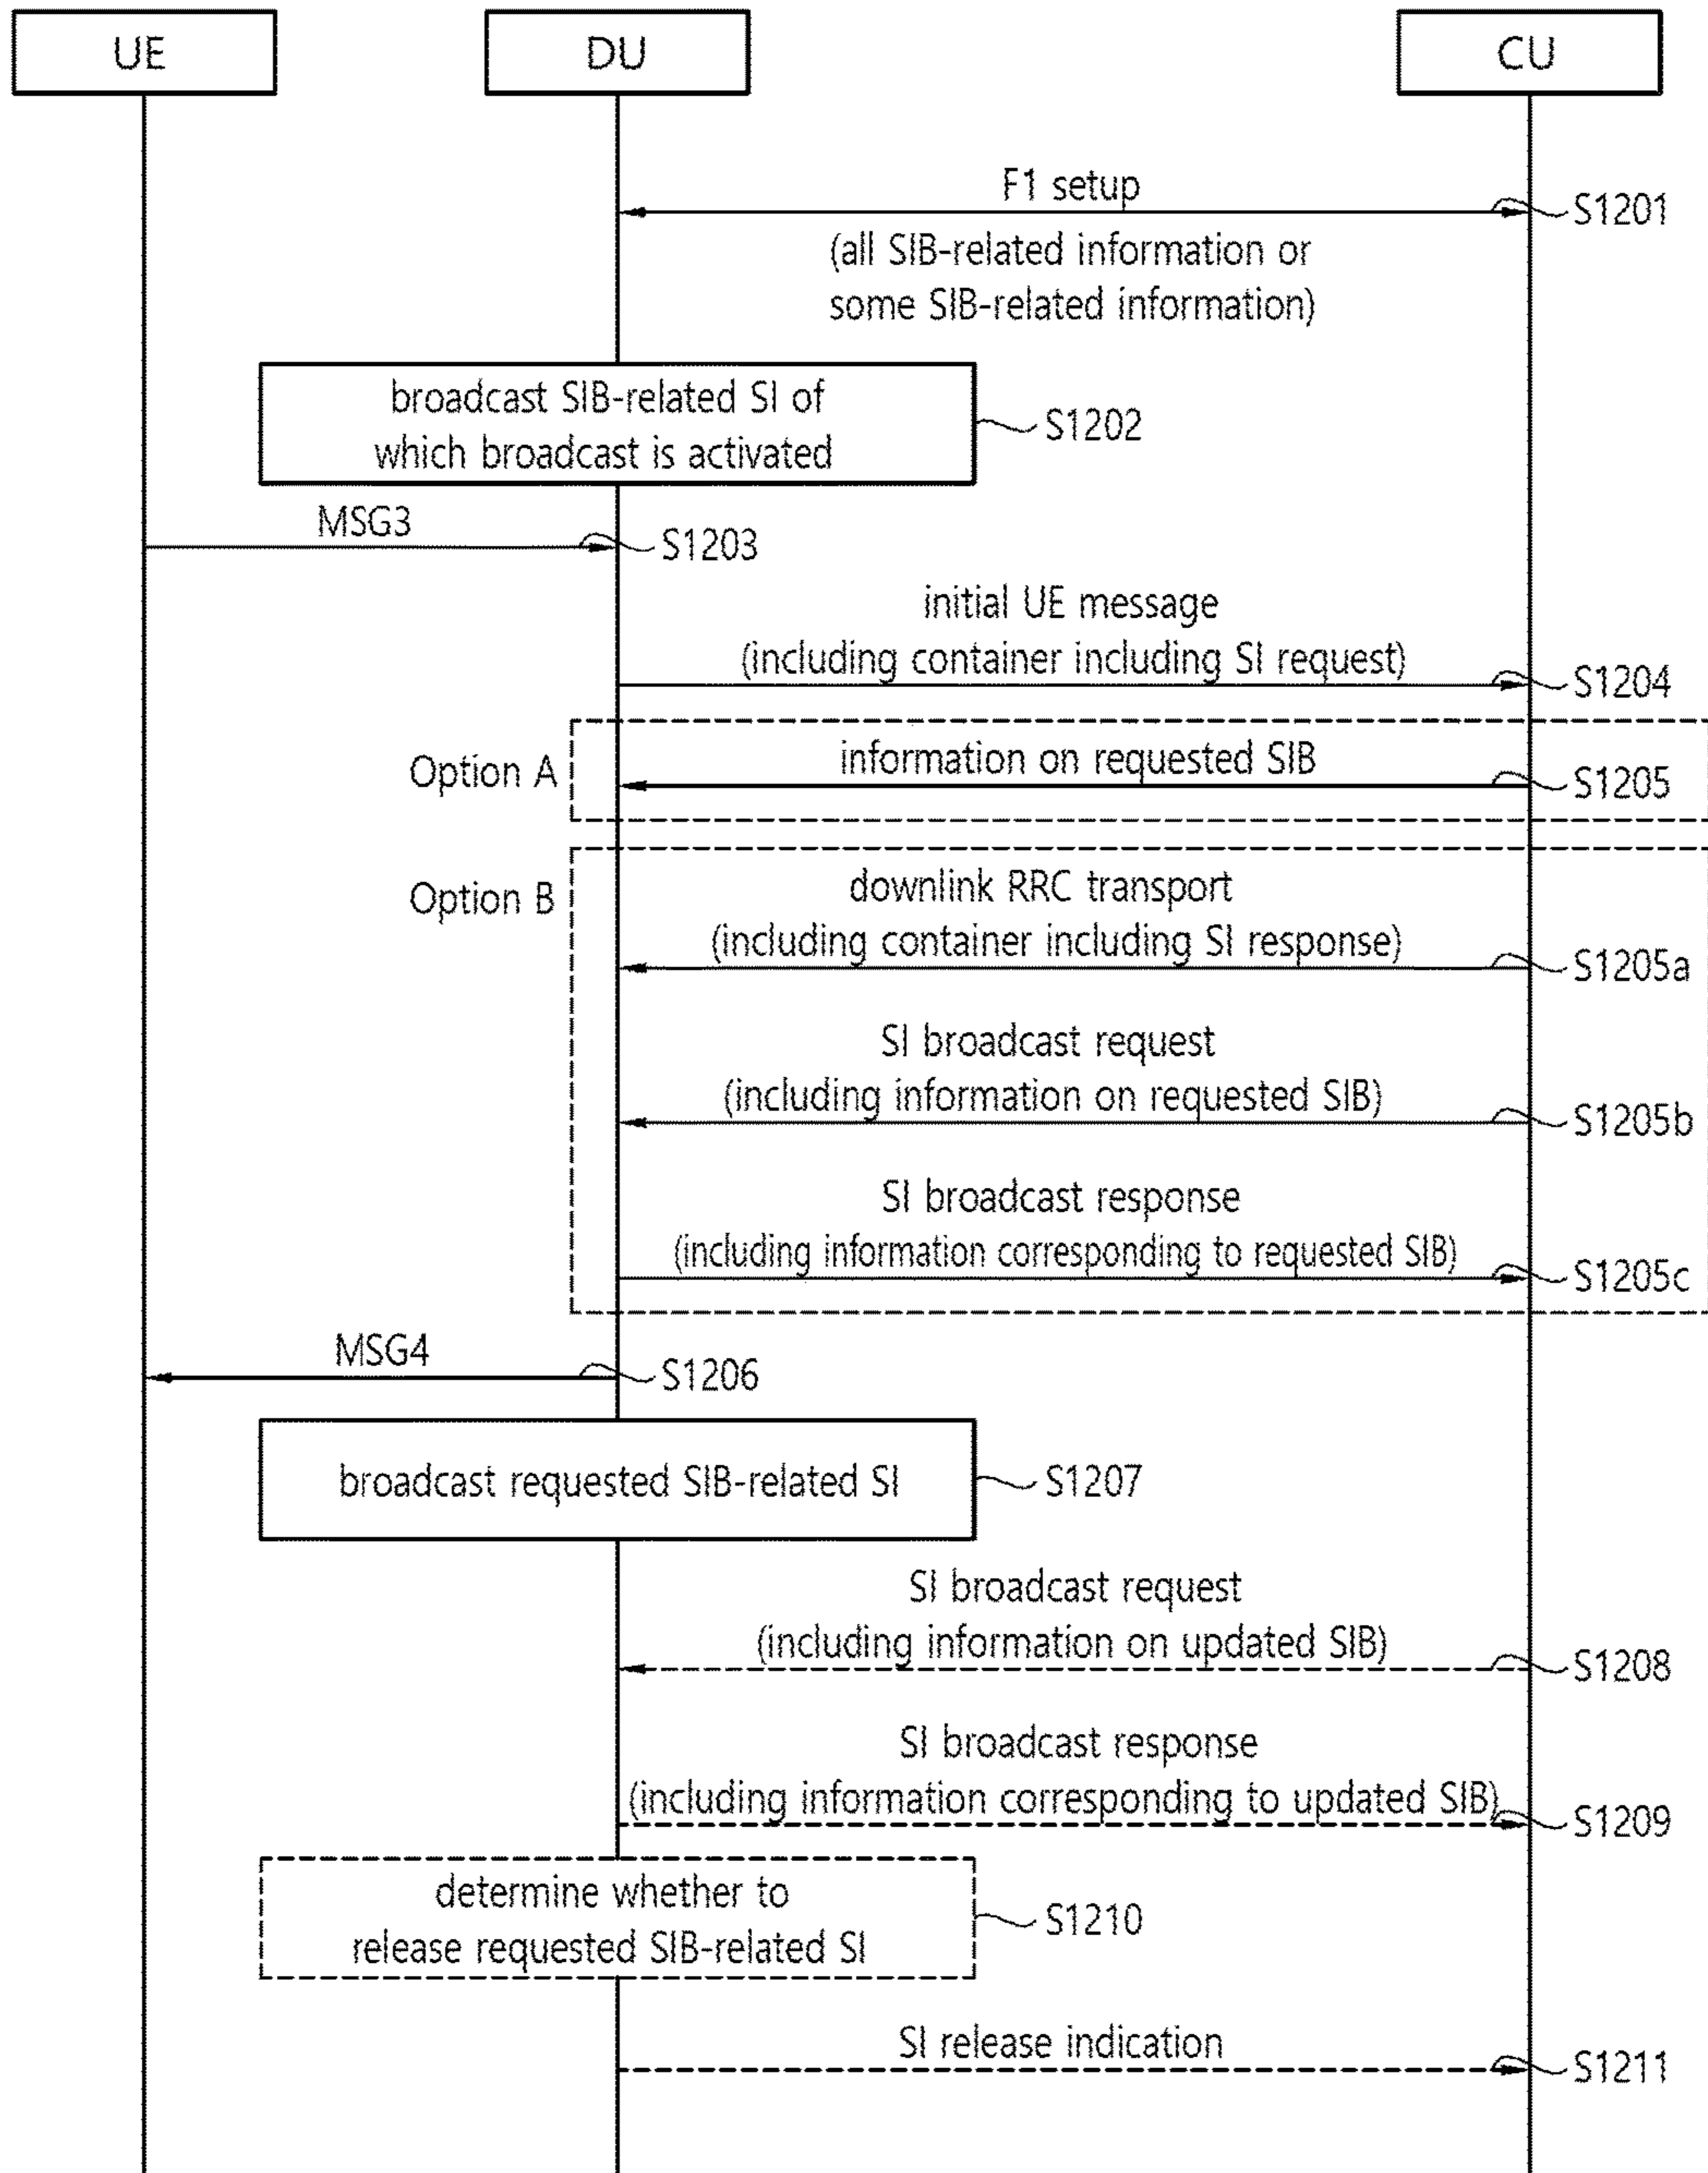 UE
DU
CU
F1 setup
S1201
(all SIB-related information or
some SIB-related information)
broadcast SIB-related SI of
which broadcast is activated
S1202
MSG3
S1203
initial UE message
(including container including SI request)
S1204
Option A
information on requested SIB
S1205
Option B
downlink RRC transport
(including container including SI response)
S1205a
SI broadcast request
(including information on requested SIB)
S1205b
SI broadcast response
(including information corresponding to requested SIB)
S1205c
MSG4
S1206
broadcast requested SIB-related SI
S1207
SI broadcast request
(including information on updated SIB)
S1208
SI broadcast response
(including information corresponding to updated SIB)
S1209
determine whether to
release requested SIB-related SI
S1210
SI release indication
S1211